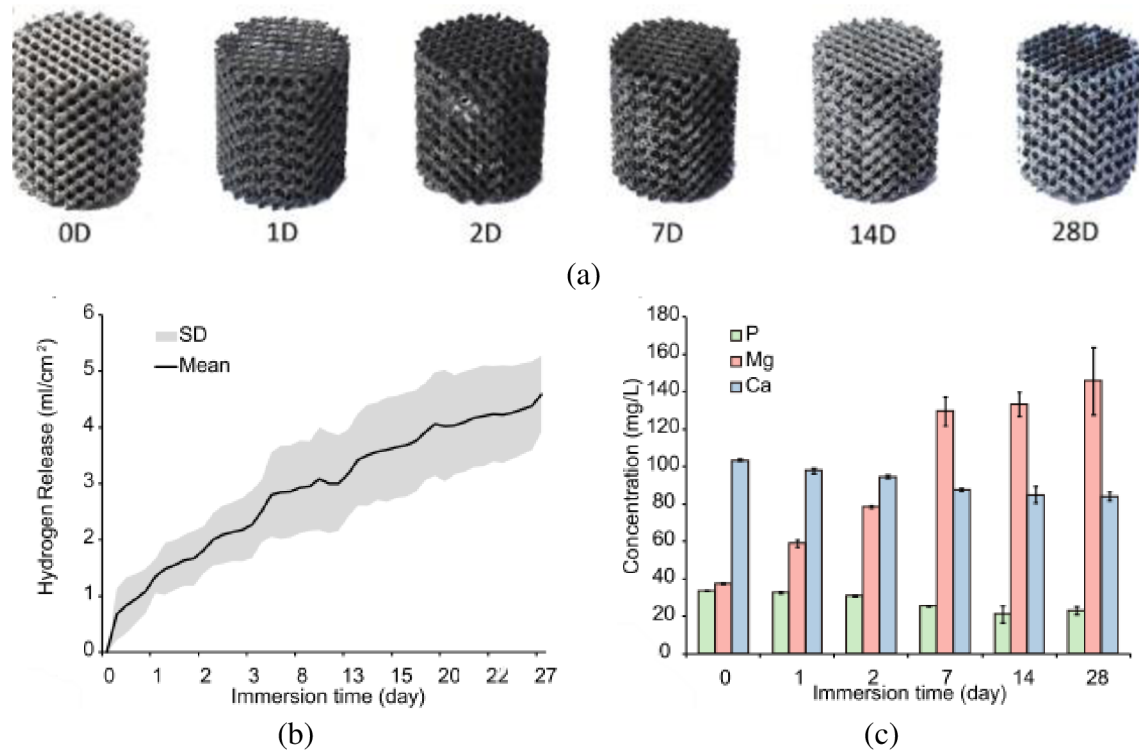 0D 1D 2D 7D 14D 28D
(a)
Hydrogen Release (ml/cm²)
6
5
4
3
2
1
0
SD
Mean
0 1 2 3 8 13 15 20 22 27
Immersion time (day)
(b)
Concentration (mg/L)
180
160
140
120
100
80
60
40
20
0
P
Mg
Ca
0 1 2 7 14 28
Immersion time (day)
(c)